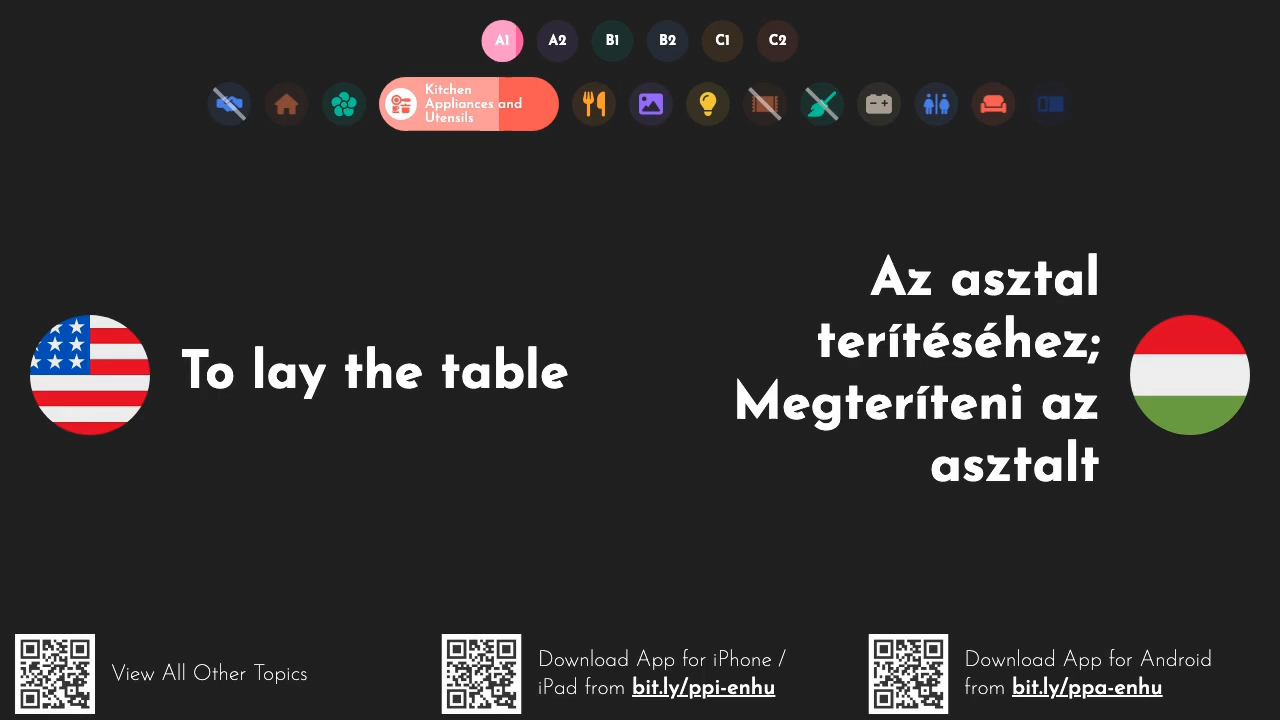 A1 A2 B1 B2 C1 C2
Kitchen
Appliances and
Utensils
To lay the table
Az asztal
terítéséhez;
Megteríteni az
asztalt
View All Other Topics
Download App for iPhone /
iPad from bit.ly/ppi-enhu
Download App for Android
from bit.ly/ppa-enhu